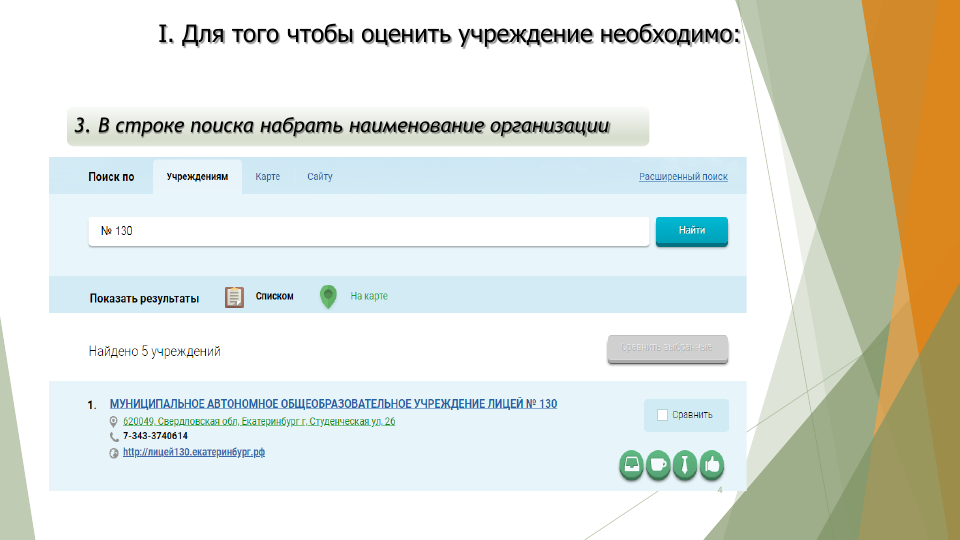 I. Для того чтобы оценить учреждение необходимо:
3. В строке поиска набрать наименование организации
Поиск по Учреждениям Карте Сайту Расширенный поиск
№ 130 Найти
Показать результаты Списком На карте
Найдено 5 учреждений Сравнить выбранные
1. МУНИЦИПАЛЬНОЕ АВТОНОМНОЕ ОБЩЕОБРАЗОВАТЕЛЬНОЕ УЧРЕЖДЕНИЕ ЛИЦЕЙ № 130
620049, Свердловская обл, Екатеринбург г, Студенческая ул, 26
Сравнить
7-343-3740614
http://лицей130.екатеринбург.рф
4